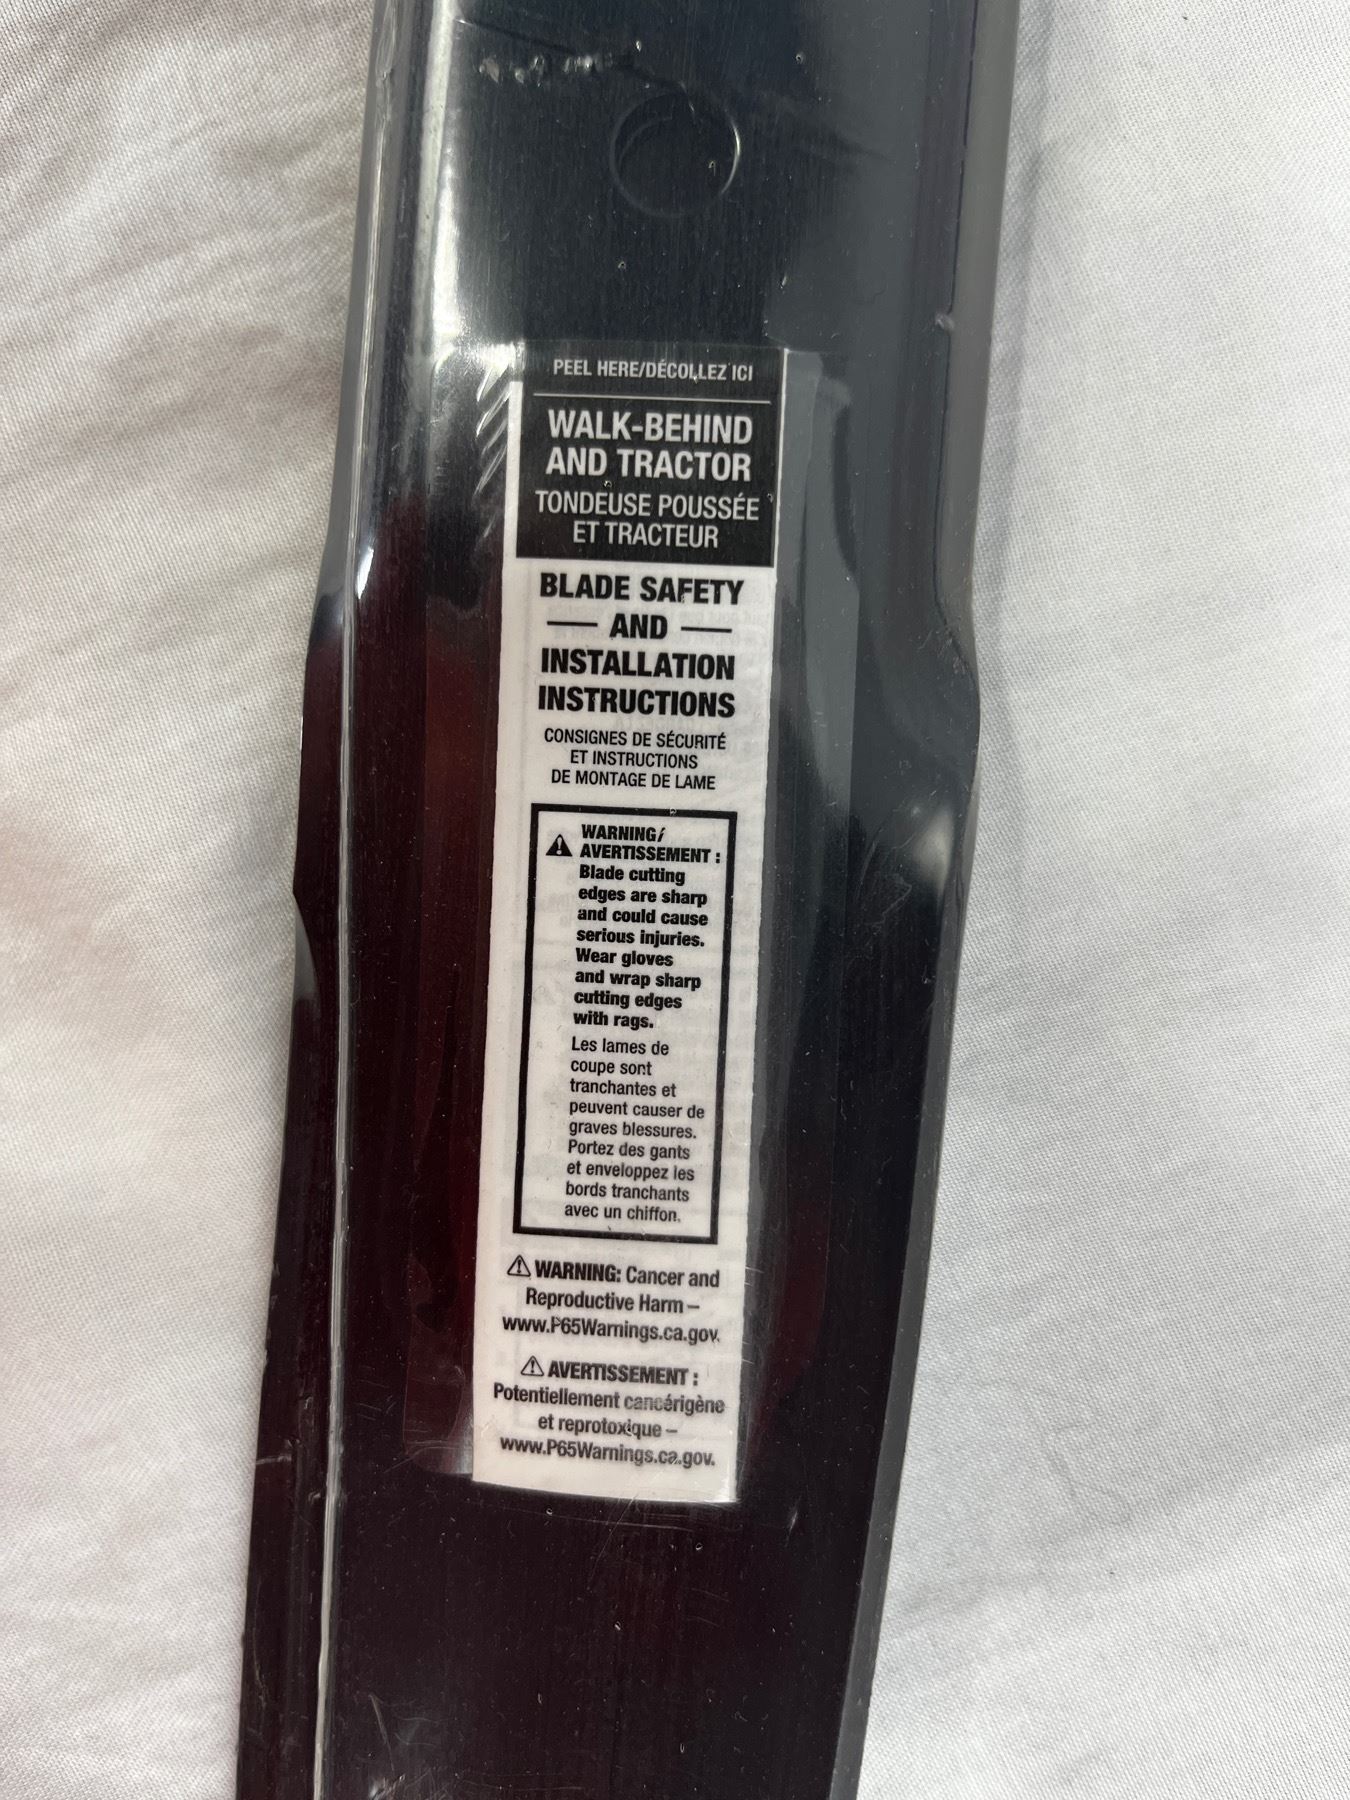 PEEL HERE/DÉCOLLEZ ICI
WALK-BEHIND
AND TRACTOR
TONDEUSE POUSSÉE
ET TRACTEUR
BLADE SAFETY
AND
INSTALLATION
INSTRUCTIONS
CONSIGNES DE SÉCURITÉ
ET INSTRUCTIONS
DE MONTAGE DE LAME
WARNING/
AVERTISSEMENT :
Blade cutting
edges are sharp
and could cause
serious injuries.
Wear gloves
and wrap sharp
cutting edges
with rags.
Les lames de
coupe sont
tranchantes et
peuvent causer de
graves blessures.
Portez des gants
et enveloppez les
bords tranchants
avec un chiffon.
⚠ WARNING: Cancer and
Reproductive Harm –
www.P65Warnings.ca.gov.
⚠ AVERTISSEMENT :
Potentiellement cancérigène
et reprotoxique –
www.P65Warnings.ca.gov.